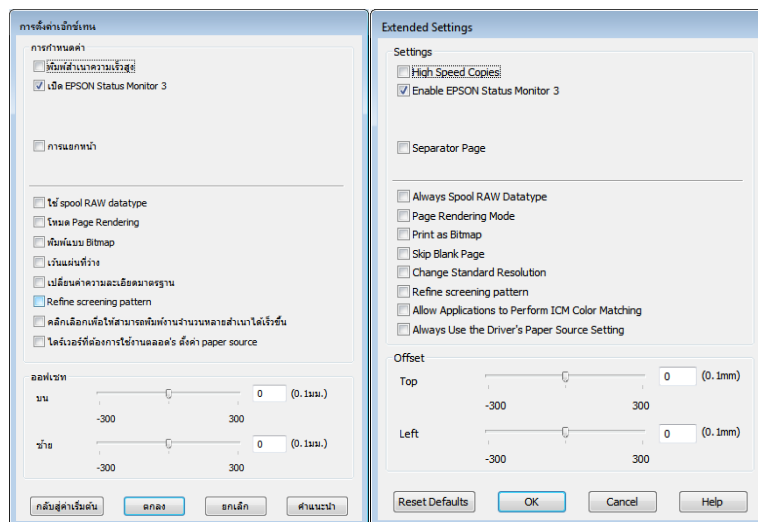 การตั้งค่าเอ็กซ์เทน
การกำหนดค่า
พิมพ์สำเนาความเร็วสูง
เปิด EPSON Status Monitor 3
การแยกหน้า
ใช้ spool RAW datatype
โหมด Page Rendering
พิมพ์แบบ Bitmap
เว้นแผ่นที่ว่าง
เปลี่ยนค่าความละเอียดมาตรฐาน
Refine screening pattern
คลิกเลือกเพื่อให้สามารถพิมพ์งานจำนวนหลายสำเนาได้เร็วขึ้น
ไดร์เวอร์ที่ต้องการใช้งานตลอด's ตั้งค่า paper source
ออฟเซท
บน
0
(0.1มม.)
-300
300
ซ้าย
0
(0.1มม.)
-300
300
กลับสู่ค่าเริ่มต้น
ตกลง
ยกเลิก
คำแนะนำ
Extended Settings
Settings
High Speed Copies
Enable EPSON Status Monitor 3
Separator Page
Always Spool RAW Datatype
Page Rendering Mode
Print as Bitmap
Skip Blank Page
Change Standard Resolution
Refine screening pattern
Allow Applications to Perform ICM Color Matching
Always Use the Driver's Paper Source Setting
Offset
Top
0
(0.1mm)
-300
300
Left
0
(0.1mm)
-300
300
Reset Defaults
OK
Cancel
Help